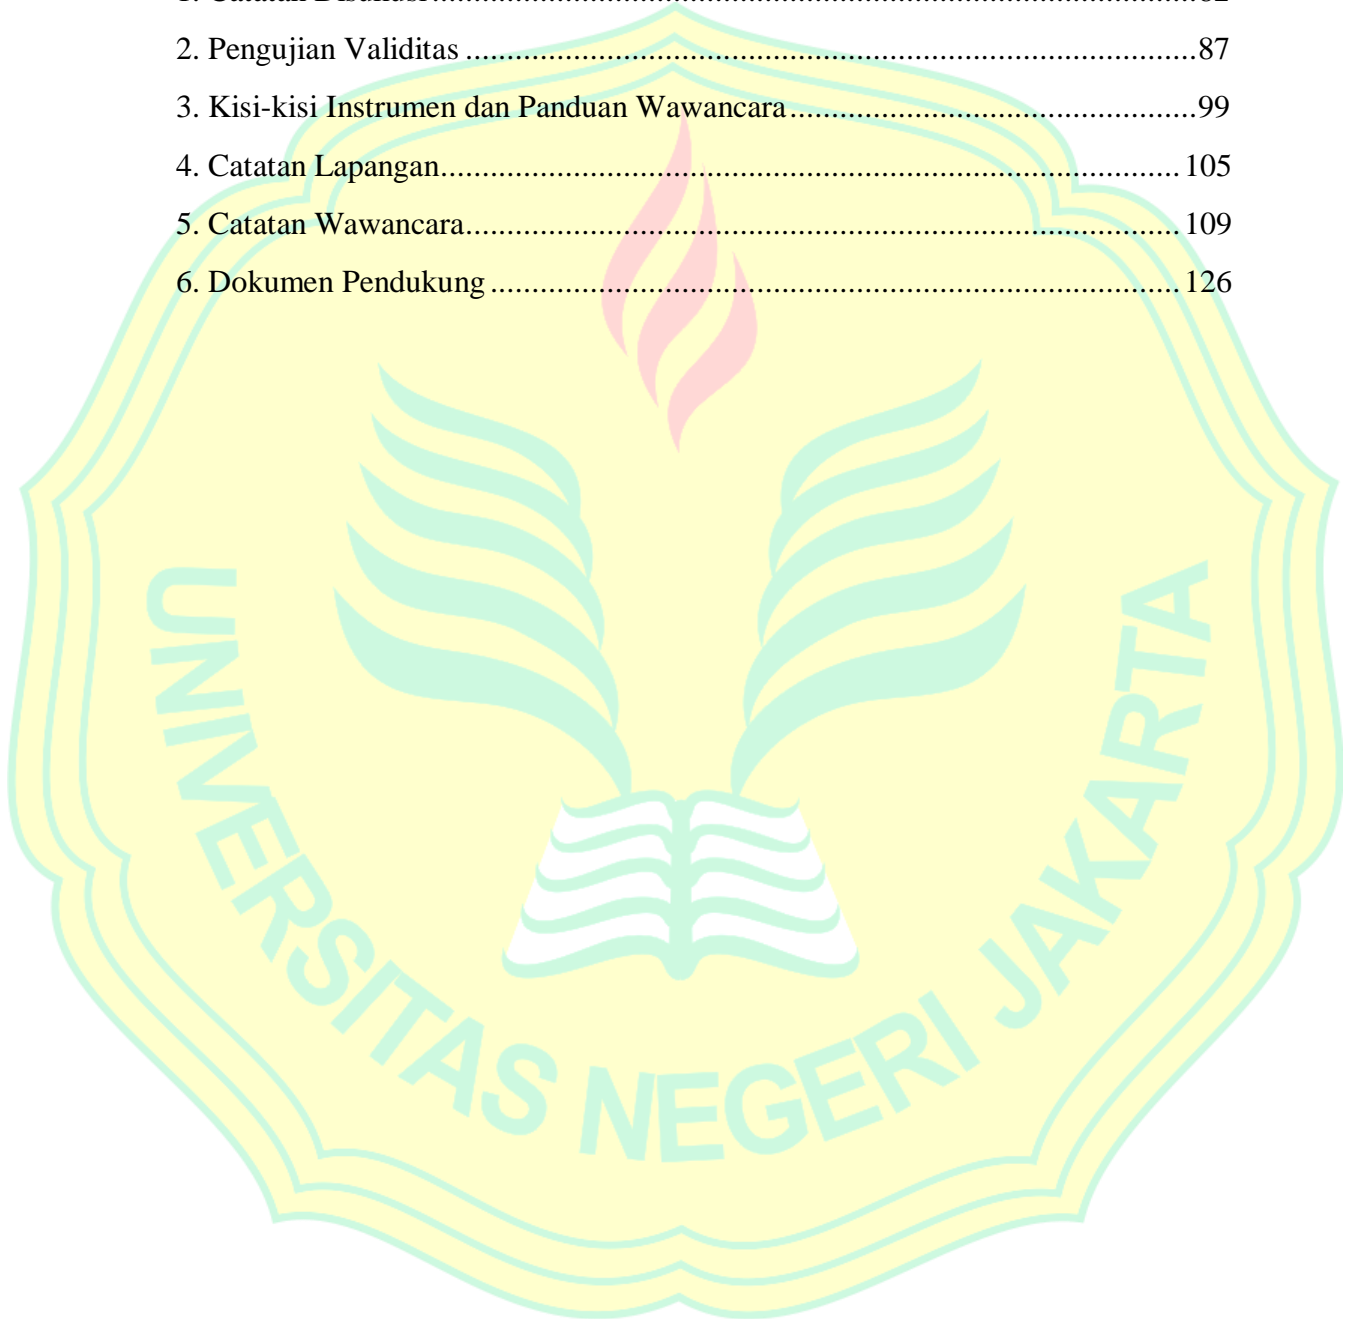 2. Pengujian Validitas ........................................................................................ 87
3. Kisi-kisi Instrumen dan Panduan Wawancara ................................................. 99
4. Catatan Lapangan......................................................................................... 105
5. Catatan Wawancara...................................................................................... 109
6. Dokumen Pendukung ................................................................................... 126
UNIVERSITAS NEGERI JAKARTA